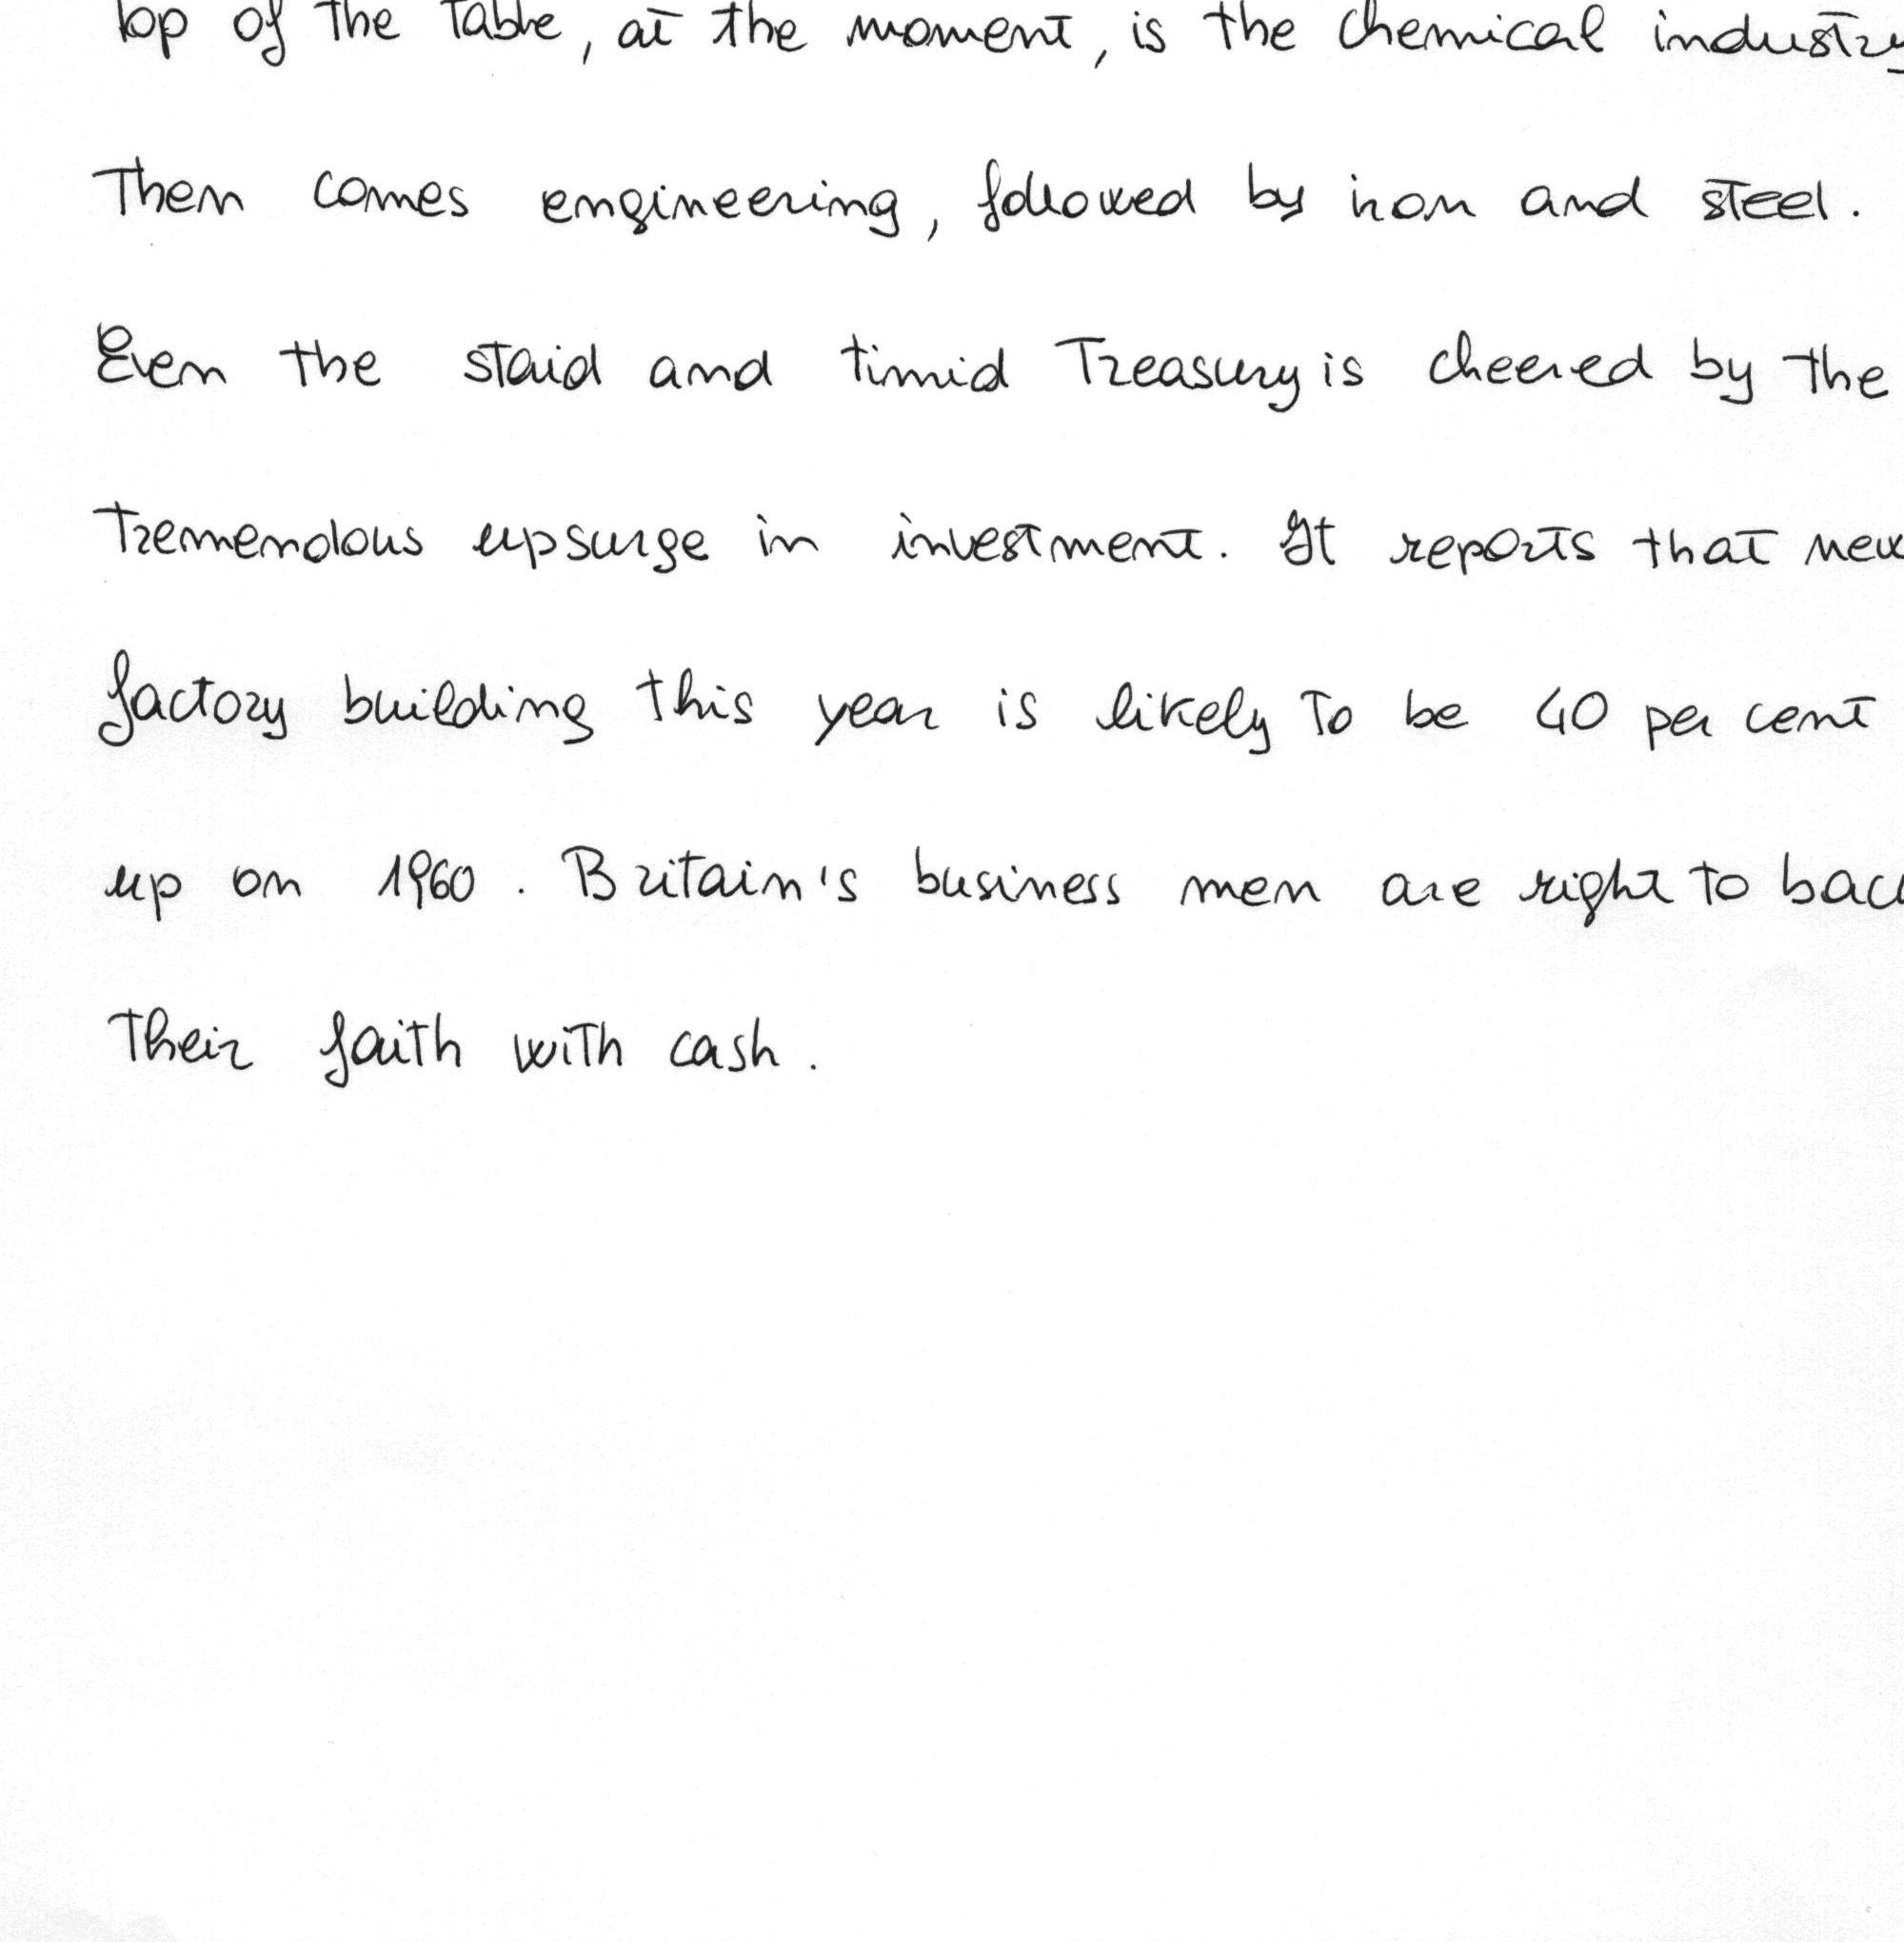 top of the table, at the moment, is the chemical industry
Then comes engineering, followed by iron and steel.
Even the staid and timid Treasury is cheered by the
tremendous upsurge in investment. It reports that new
factory building this year is likely to be 40 per cent
up on 1960. Britain's business men are right to back
their faith with cash.